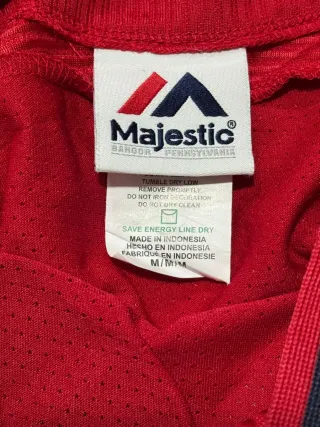 Majestic®
BANGOR PENNSYLVANIA
TUMBLE DRY LOW
REMOVE PROMPTLY
DO NOT IRON DECORATION
DO NOT DRY CLEAN
SAVE ENERGY LINE DRY
MADE IN INDONESIA
HECHO EN INDONESIA
FABRIQUE EN INDONESIE
M/M/M